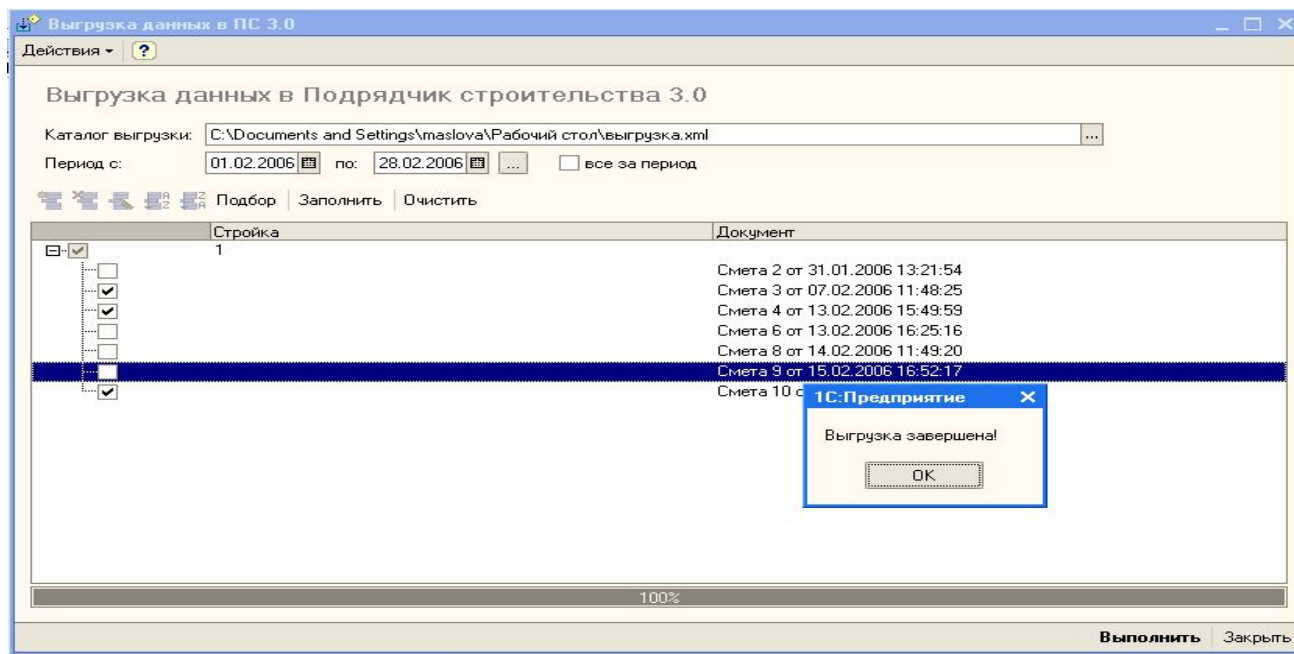 Выгрузка данных в ПС 3.0
Действия ?
Выгрузка данных в Подрядчик строительства 3.0
Каталог выгрузки: C:\Documents and Settings\maslova\Рабочий стол\выгрузка.xml ...
Период с: 01.02.2006 по: 28.02.2006 ... все за период
Подбор Заполнить Очистить
Стройка Документ
1
Смета 2 от 31.01.2006 13:21:54
Смета 3 от 07.02.2006 11:48:25
Смета 4 от 13.02.2006 15:49:59
Смета 6 от 13.02.2006 16:25:16
Смета 8 от 14.02.2006 11:49:20
Смета 9 от 15.02.2006 16:52:17
Смета 10
1С:Предприятие
Выгрузка завершена!
OK
100%
Выполнить Закрыть